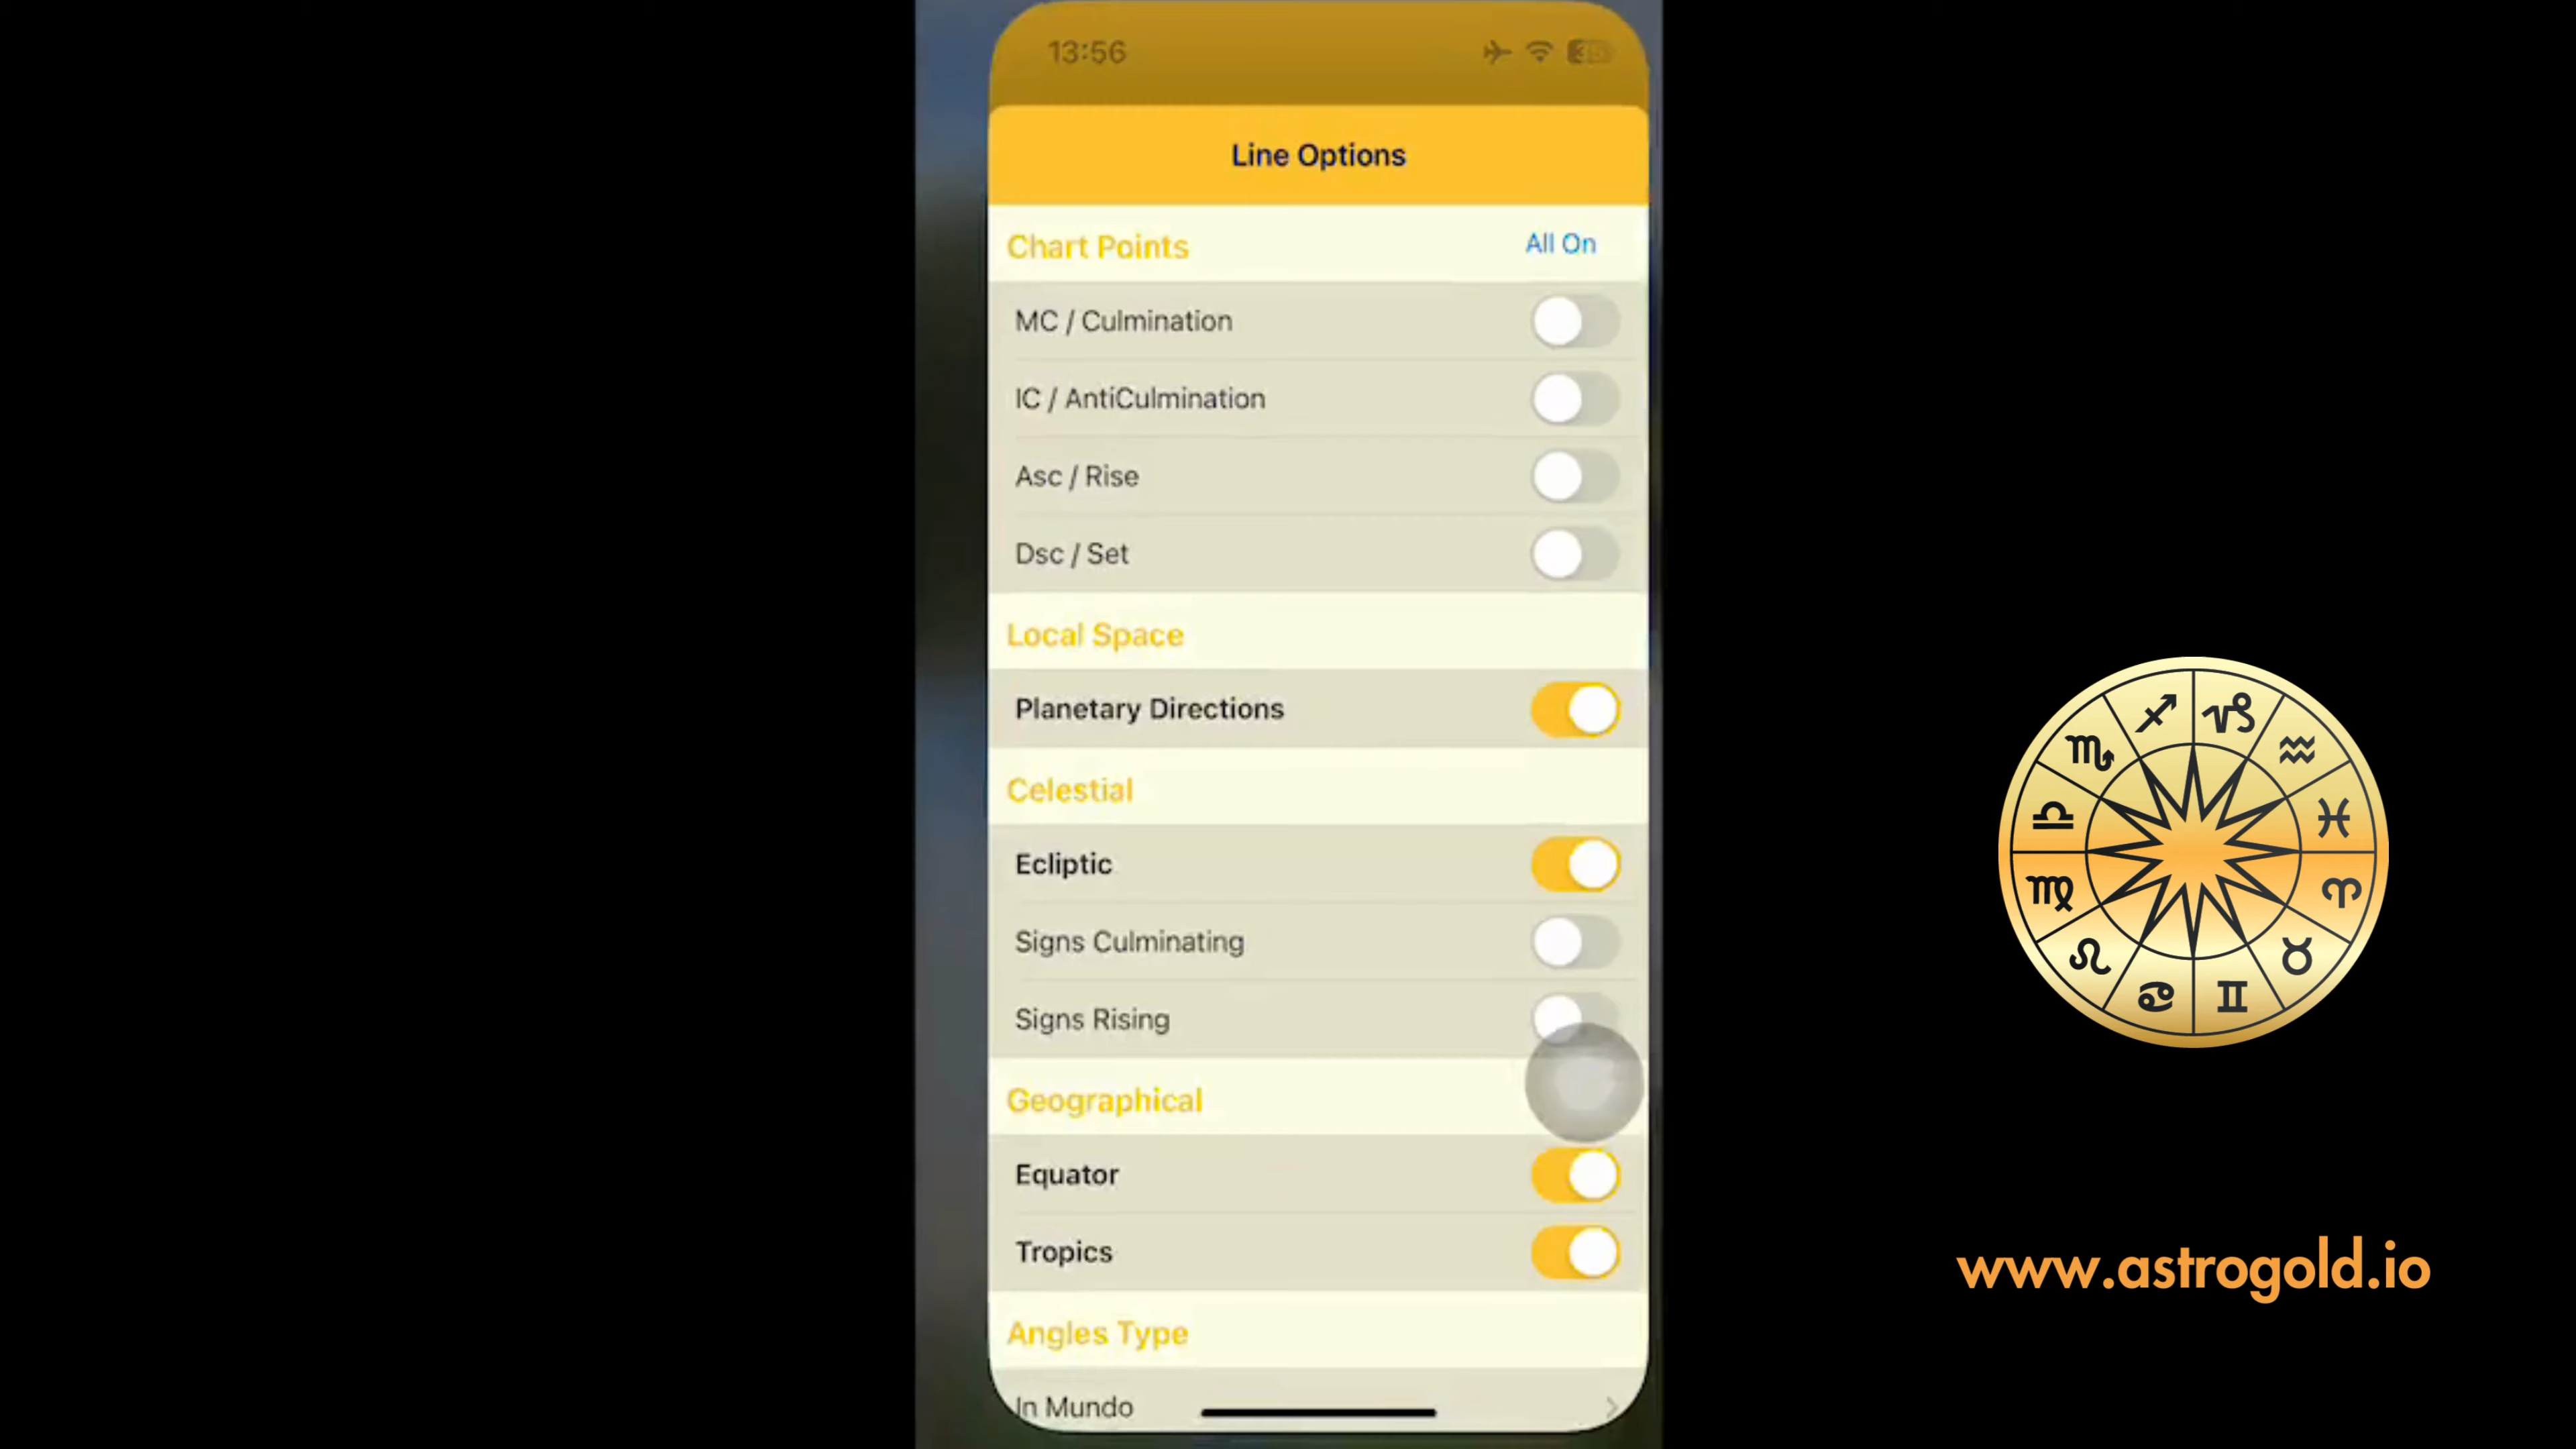 13:56
Line Options
Chart Points
All On
MC / Culmination
IC / AntiCulmination
Asc / Rise
Dsc / Set
Local Space
Planetary Directions
Celestial
Ecliptic
Signs Culminating
Signs Rising
Geographical
Equator
Tropics
Angles Type
In Mundo
www.astrogold.io